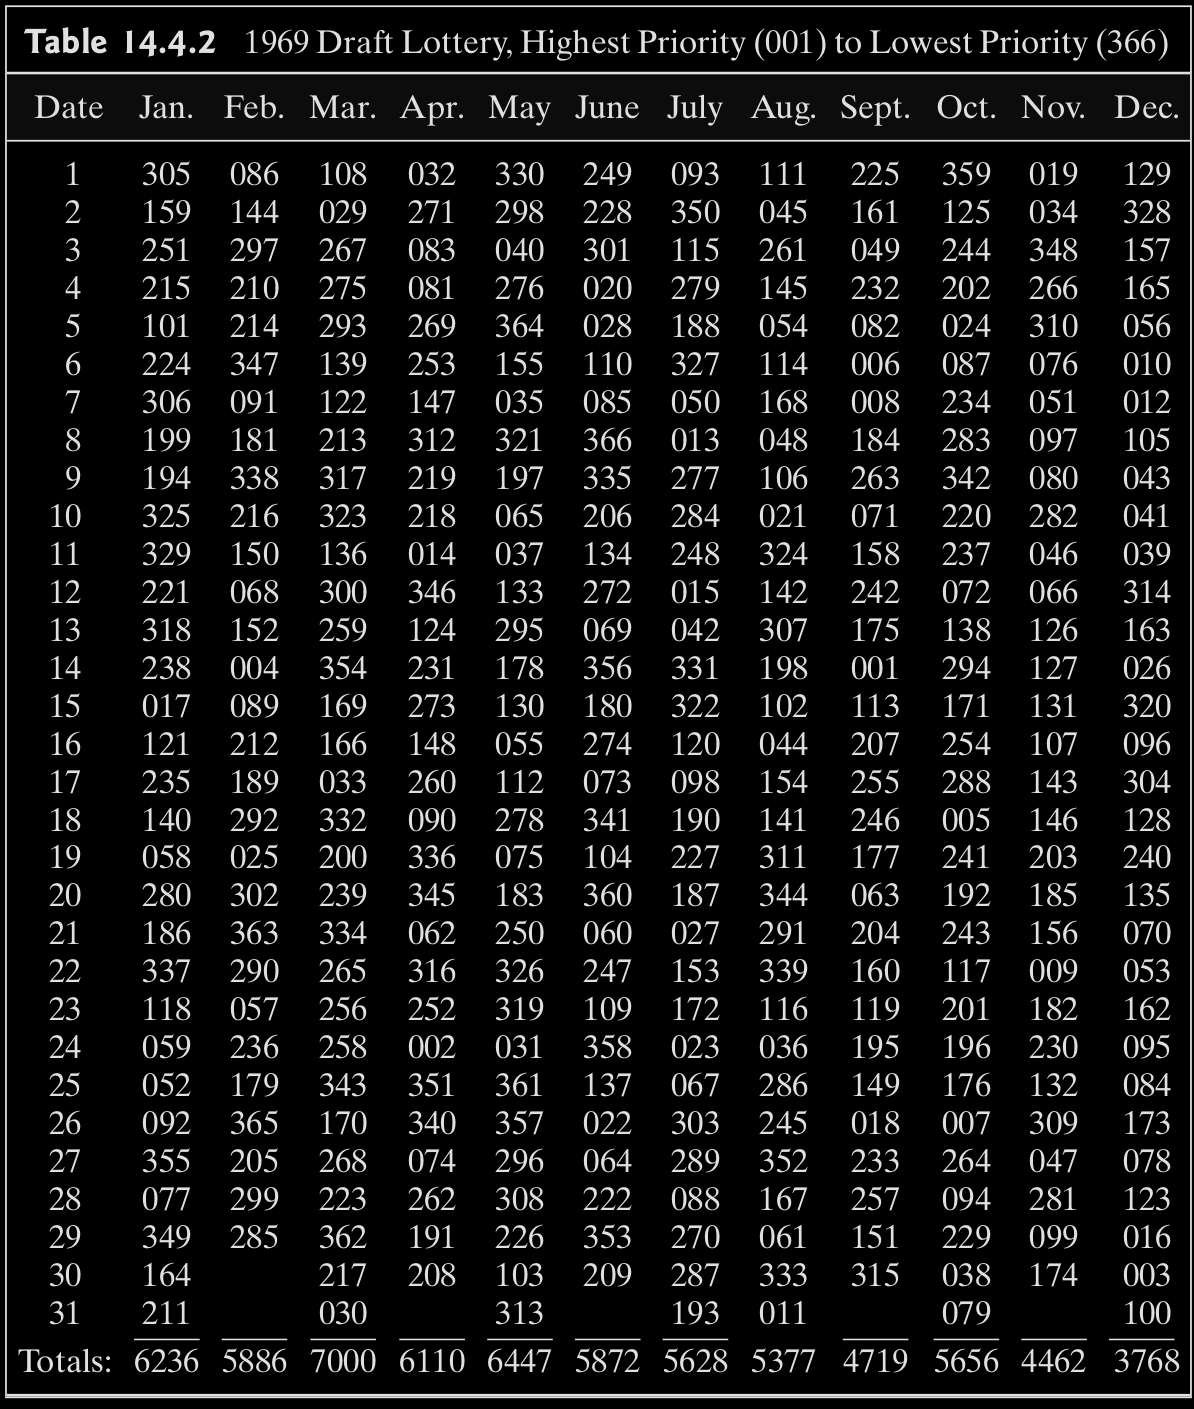 Table 14.4.2 1969 Draft Lottery, Highest Priority (001) to Lowest Priority (366)
Date Jan. Feb. Mar. Apr. May June July Aug. Sept. Oct. Nov. Dec.
1 305 086 108 032 330 249 093 111 225 359 019 129
2 159 144 029 271 298 228 350 045 161 125 034 328
3 251 297 267 083 040 301 115 261 049 244 348 157
4 215 210 275 081 276 020 279 145 232 202 266 165
5 101 214 293 269 364 028 188 054 082 024 310 056
6 224 347 139 253 155 110 327 114 006 087 076 010
7 306 091 122 147 035 085 050 168 008 234 051 012
8 199 181 213 312 321 366 013 048 184 283 097 105
9 194 338 317 219 197 335 277 106 263 342 080 043
10 325 216 323 218 065 206 284 021 071 220 282 041
11 329 150 136 014 037 134 248 324 158 237 046 039
12 221 068 300 346 133 272 015 142 242 072 066 314
13 318 152 259 124 295 069 042 307 175 138 126 163
14 238 004 354 231 178 356 331 198 001 294 127 026
15 017 089 169 273 130 180 322 102 113 171 131 320
16 121 212 166 148 055 274 120 044 207 254 107 096
17 235 189 033 260 112 073 098 154 255 288 143 304
18 140 292 332 090 278 341 190 141 246 005 146 128
19 058 025 200 336 075 104 227 311 177 241 203 240
20 280 302 239 345 183 360 187 344 063 192 185 135
21 186 363 334 062 250 060 027 291 204 243 156 070
22 337 290 265 316 326 247 153 339 160 117 009 053
23 118 057 256 252 319 109 172 116 119 201 182 162
24 059 236 258 002 031 358 023 036 195 196 230 095
25 052 179 343 351 361 137 067 286 149 176 132 084
26 092 365 170 340 357 022 303 245 018 007 309 173
27 355 205 268 074 296 064 289 352 233 264 047 078
28 077 299 223 262 308 222 088 167 257 094 281 123
29 349 285 362 191 226 353 270 061 151 229 099 016
30 164 217 208 103 209 287 333 315 038 174 003
31 211 030 313 193 011 079 100
Totals: 6236 5886 7000 6110 6447 5872 5628 5377 4719 5656 4462 3768